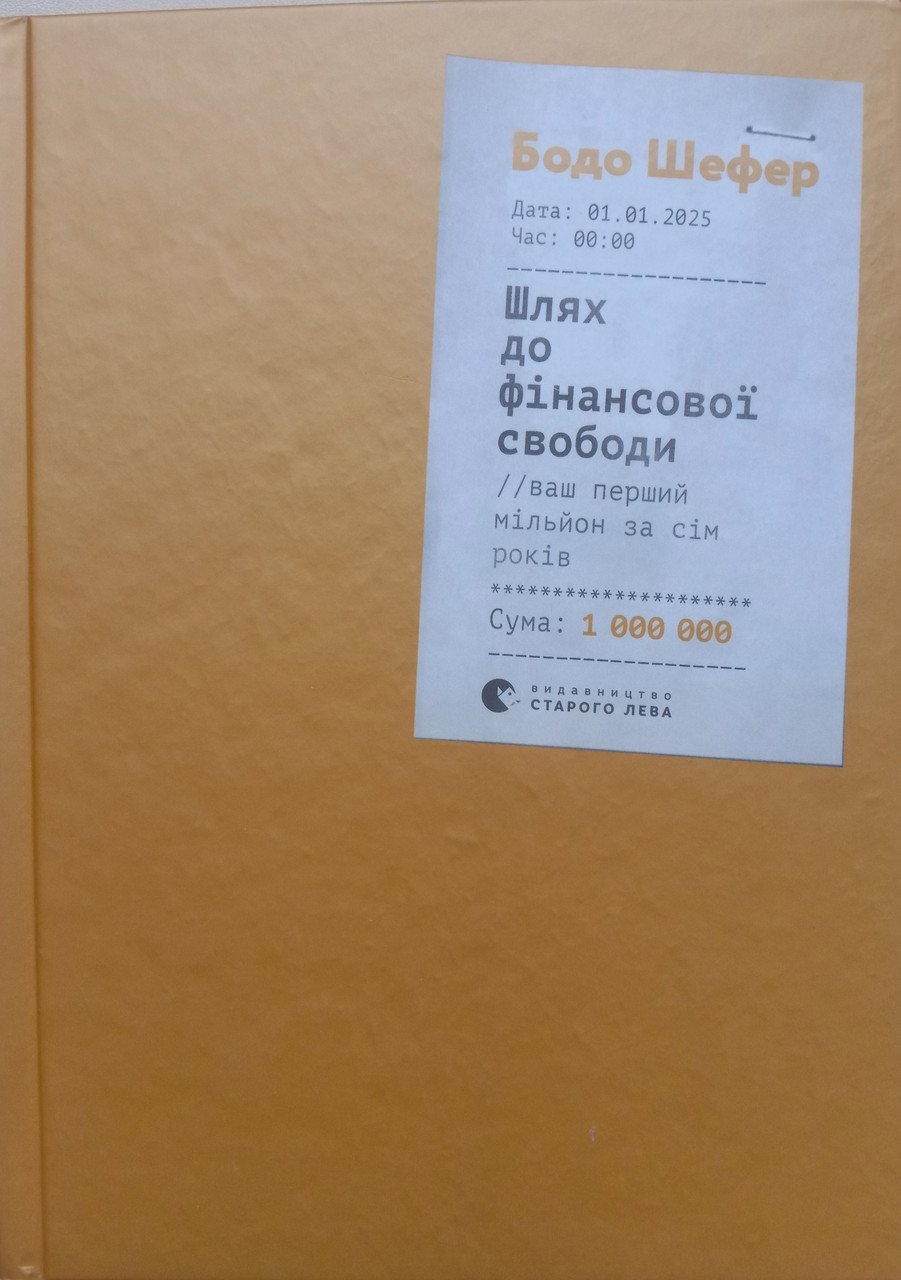 Бодо Шефер
Дата: 01.01.2025
Час: 00:00
-------------------
Шлях
до
фінансової
свободи
//ваш перший
мільйон за сім
років
*********************
Сума: 1 000 000
-------------------
видавництво
СТАРОГО ЛЕВА